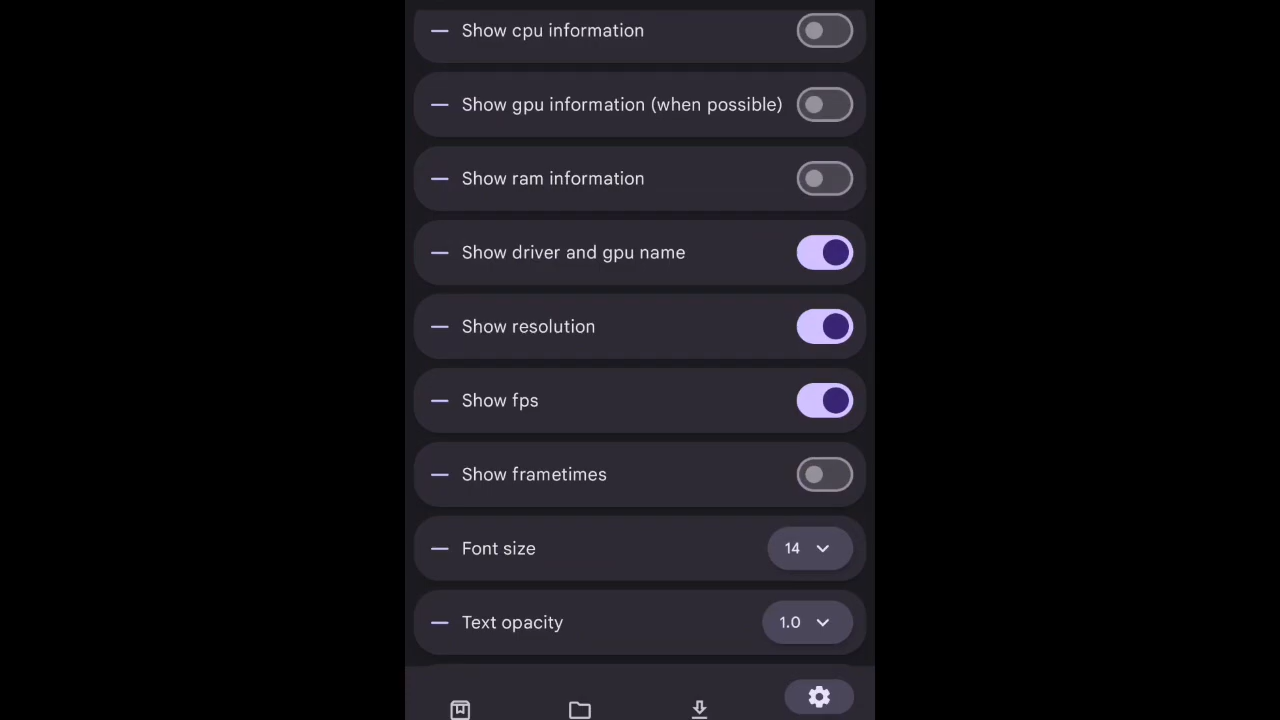 Show cpu information
Show gpu information (when possible)
Show ram information
Show driver and gpu name
Show resolution
Show fps
Show frametimes
Font size 14
Text opacity 1.0